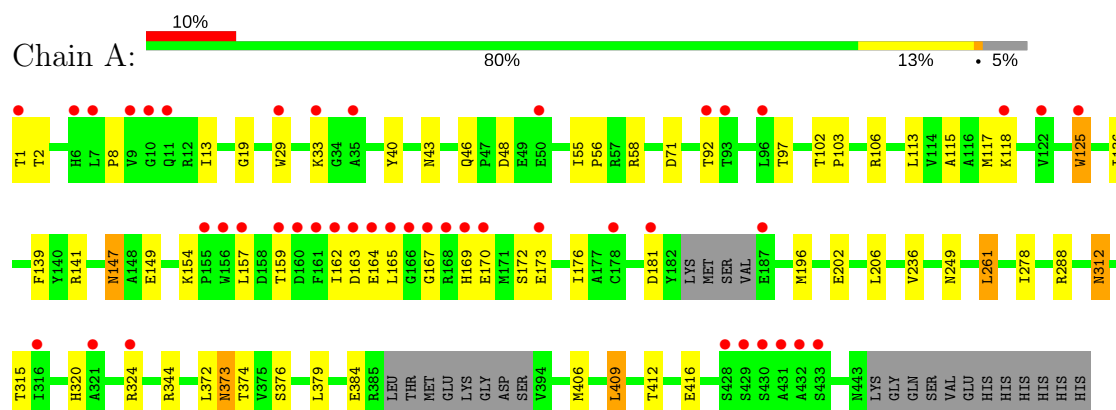 10%
Chain A:
80% 13% • 5%
T1 T2 H6 L7 P8 V9 G10 Q11 R12 I13 G19 W29 K33 G34 A35 Y40 N43 Q46 P47 D48 E49 E50 I55 P56 R57 R58 D71 T92 T93 L96 T97 T102 P103 R106 L113 V114 A115 A116 M117 K118 V122 W125
F139 Y140 R141 N147 A148 E149 K154 P155 W156 L157 D158 T159 D160 F161 I162 D163 E164 L165 G166 G167 R168 H169 E170 M171 S172 E173 I176 A177 C178 D181 Y182 LYS MET SER VAL E187 M196 E202 L206 V236 N249 L261 I278 R288 N312
T315 I316 H320 A321 R324 R344 L372 N373 T374 V375 S376 L379 E384 R385 LEU THR MET GLU LYS GLY ASP SER V394 M406 L409 T412 E416 S428 S429 S430 A431 A432 S433 N443 LYS GLY GLN SER VAL GLU HIS HIS HIS HIS HIS HIS